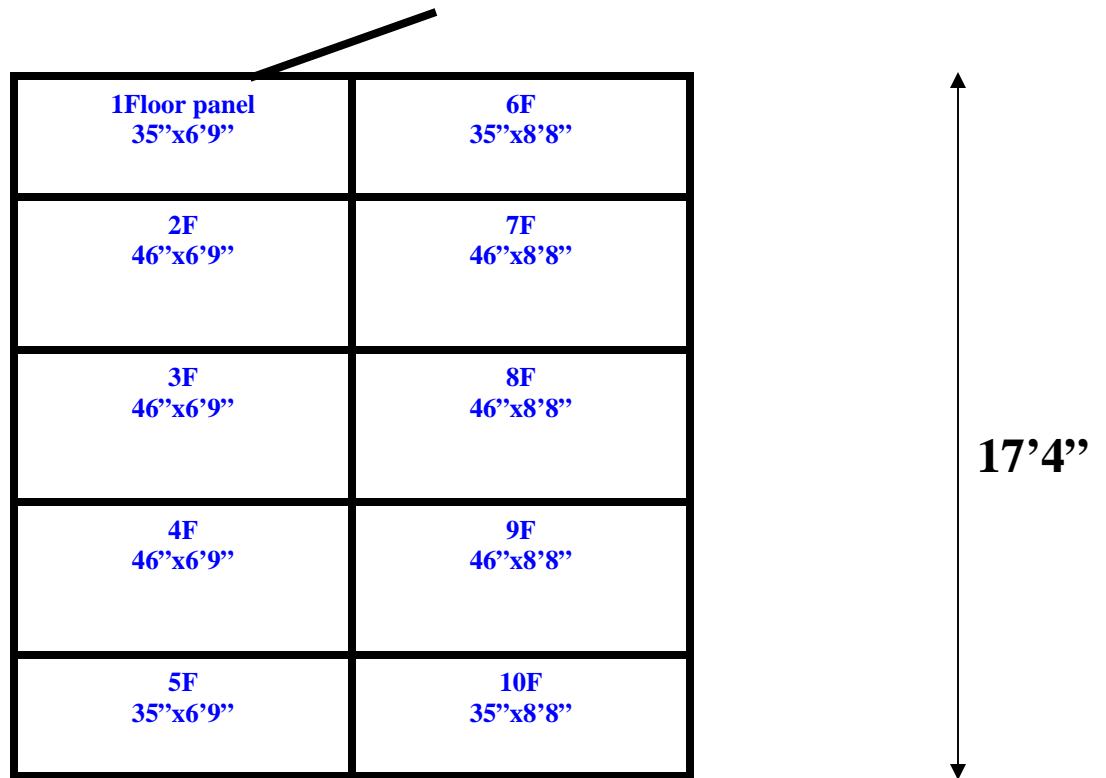 1Floor panel
35”x6’9”
6F
35”x8’8”
2F
46”x6’9”
7F
46”x8’8”
3F
46”x6’9”
8F
46”x8’8”
17’4”
4F
46”x6’9”
9F
46”x8’8”
5F
35”x6’9”
10F
35”x8’8”